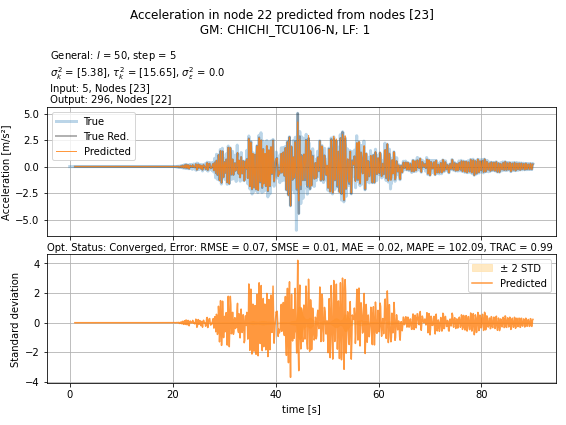 Acceleration in node 22 predicted from nodes [23]
GM: CHICHI_TCU106-N, LF: 1
General: l = 50, step = 5
σ²ₖ = [5.38], τ²ₖ = [15.65], σ²ε = 0.0
Input: 5, Nodes [23]
Output: 296, Nodes [22]
Acceleration [m/s²]
5.0
2.5
0.0
−2.5
−5.0
True
True Red.
Predicted
Opt. Status: Converged, Error: RMSE = 0.07, SMSE = 0.01, MAE = 0.02, MAPE = 102.09, TRAC = 0.99
Standard deviation
4
2
0
−2
−4
± 2 STD
Predicted
0 20 40 60 80
time [s]